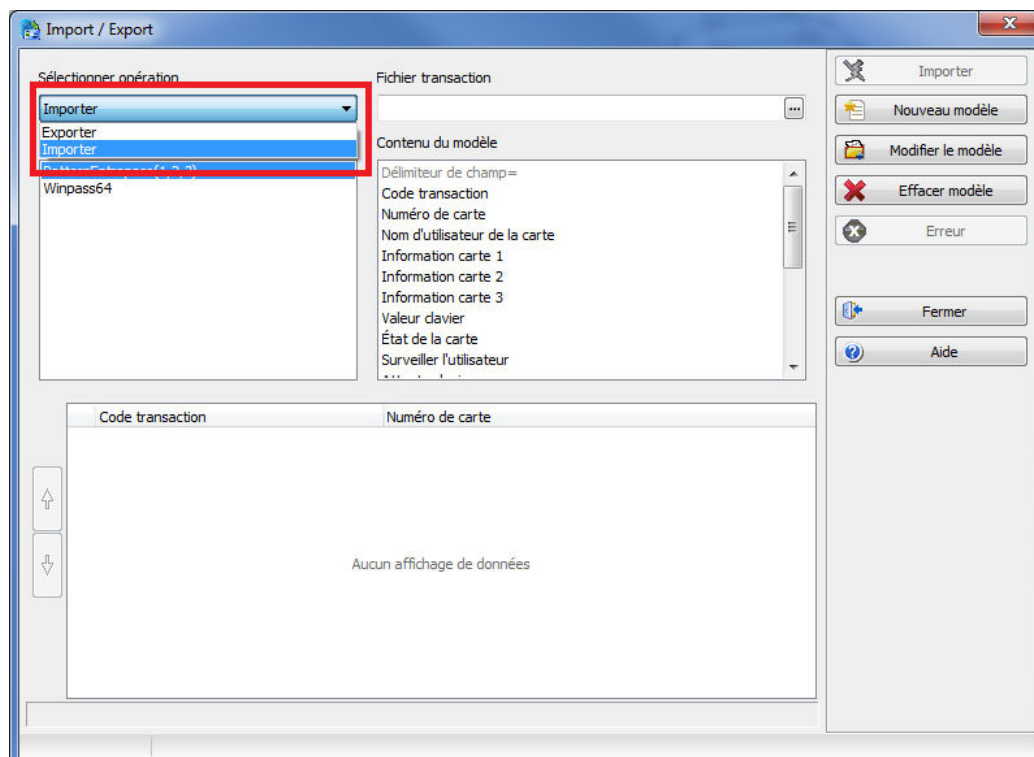 Import / Export
Sélectionner opération
Importer
Exporter
Importer
Winpass64
Fichier transaction
...
Contenu du modèle
Délimiteur de champ=
Code transaction
Numéro de carte
Nom d'utilisateur de la carte
Information carte 1
Information carte 2
Information carte 3
Valeur clavier
État de la carte
Surveiller l'utilisateur
Importer
Nouveau modèle
Modifier le modèle
Effacer modèle
Erreur
Fermer
Aide
Code transaction Numéro de carte
Aucun affichage de données